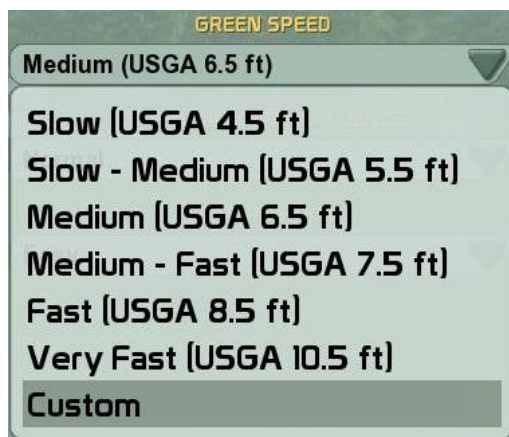 GREEN SPEED
Medium (USGA 6.5 ft)
Slow (USGA 4.5 ft)
Slow - Medium (USGA 5.5 ft)
Medium (USGA 6.5 ft)
Medium - Fast (USGA 7.5 ft)
Fast (USGA 8.5 ft)
Very Fast (USGA 10.5 ft)
Custom